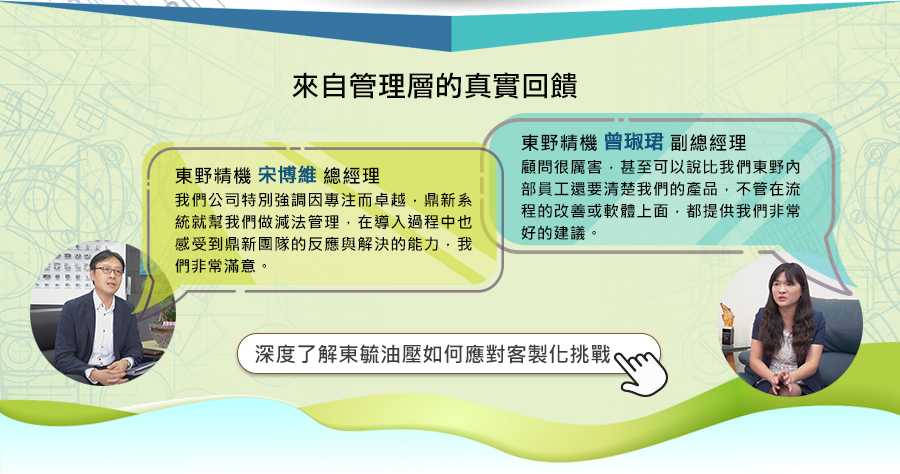 來自管理層的真實回饋
東野精機 宋博維 總經理
我們公司特別強調因專注而卓越，鼎新系
統就幫我們做減法管理，在導入過程中也
感受到鼎新團隊的反應與解決的能力，我
們非常滿意。
東野精機 曾琡珺 副總經理
顧問很厲害，甚至可以說比我們東野內
部員工還要清楚我們的產品，不管在流
程的改善或軟體上面，都提供我們非常
好的建議。
深度了解東毓油壓如何應對客製化挑戰